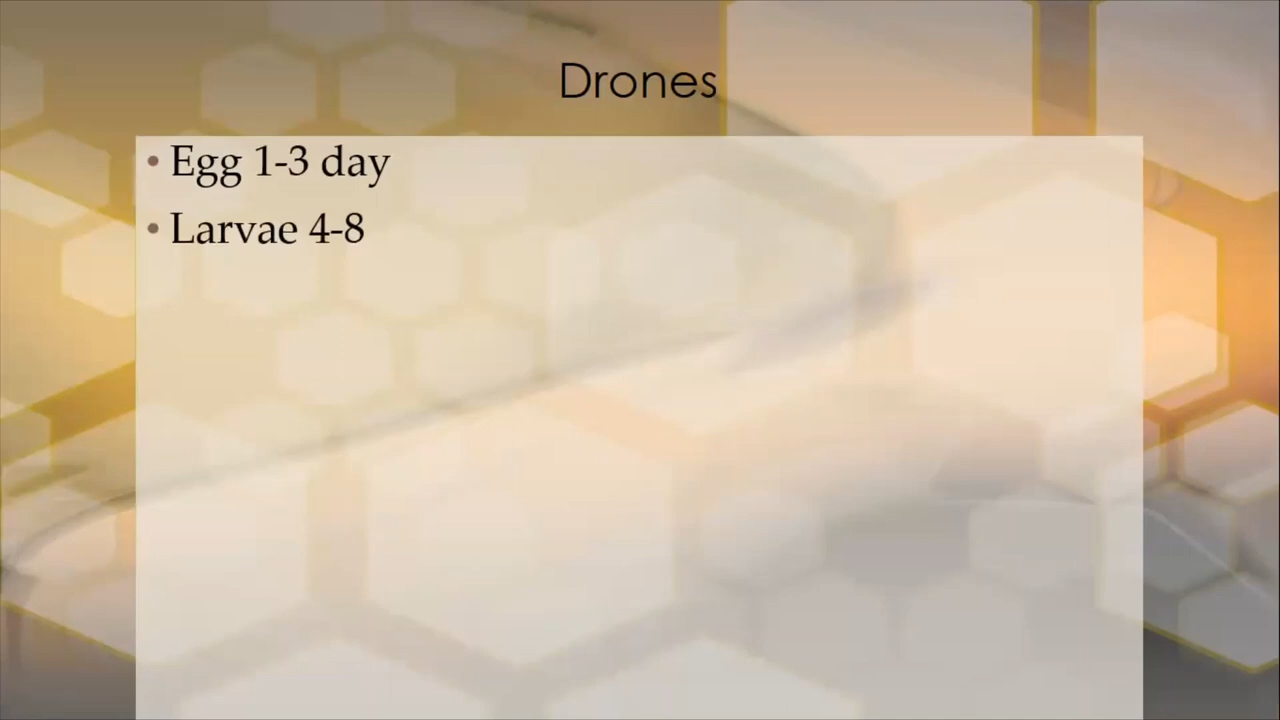 Drones
• Egg 1-3 day
• Larvae 4-8